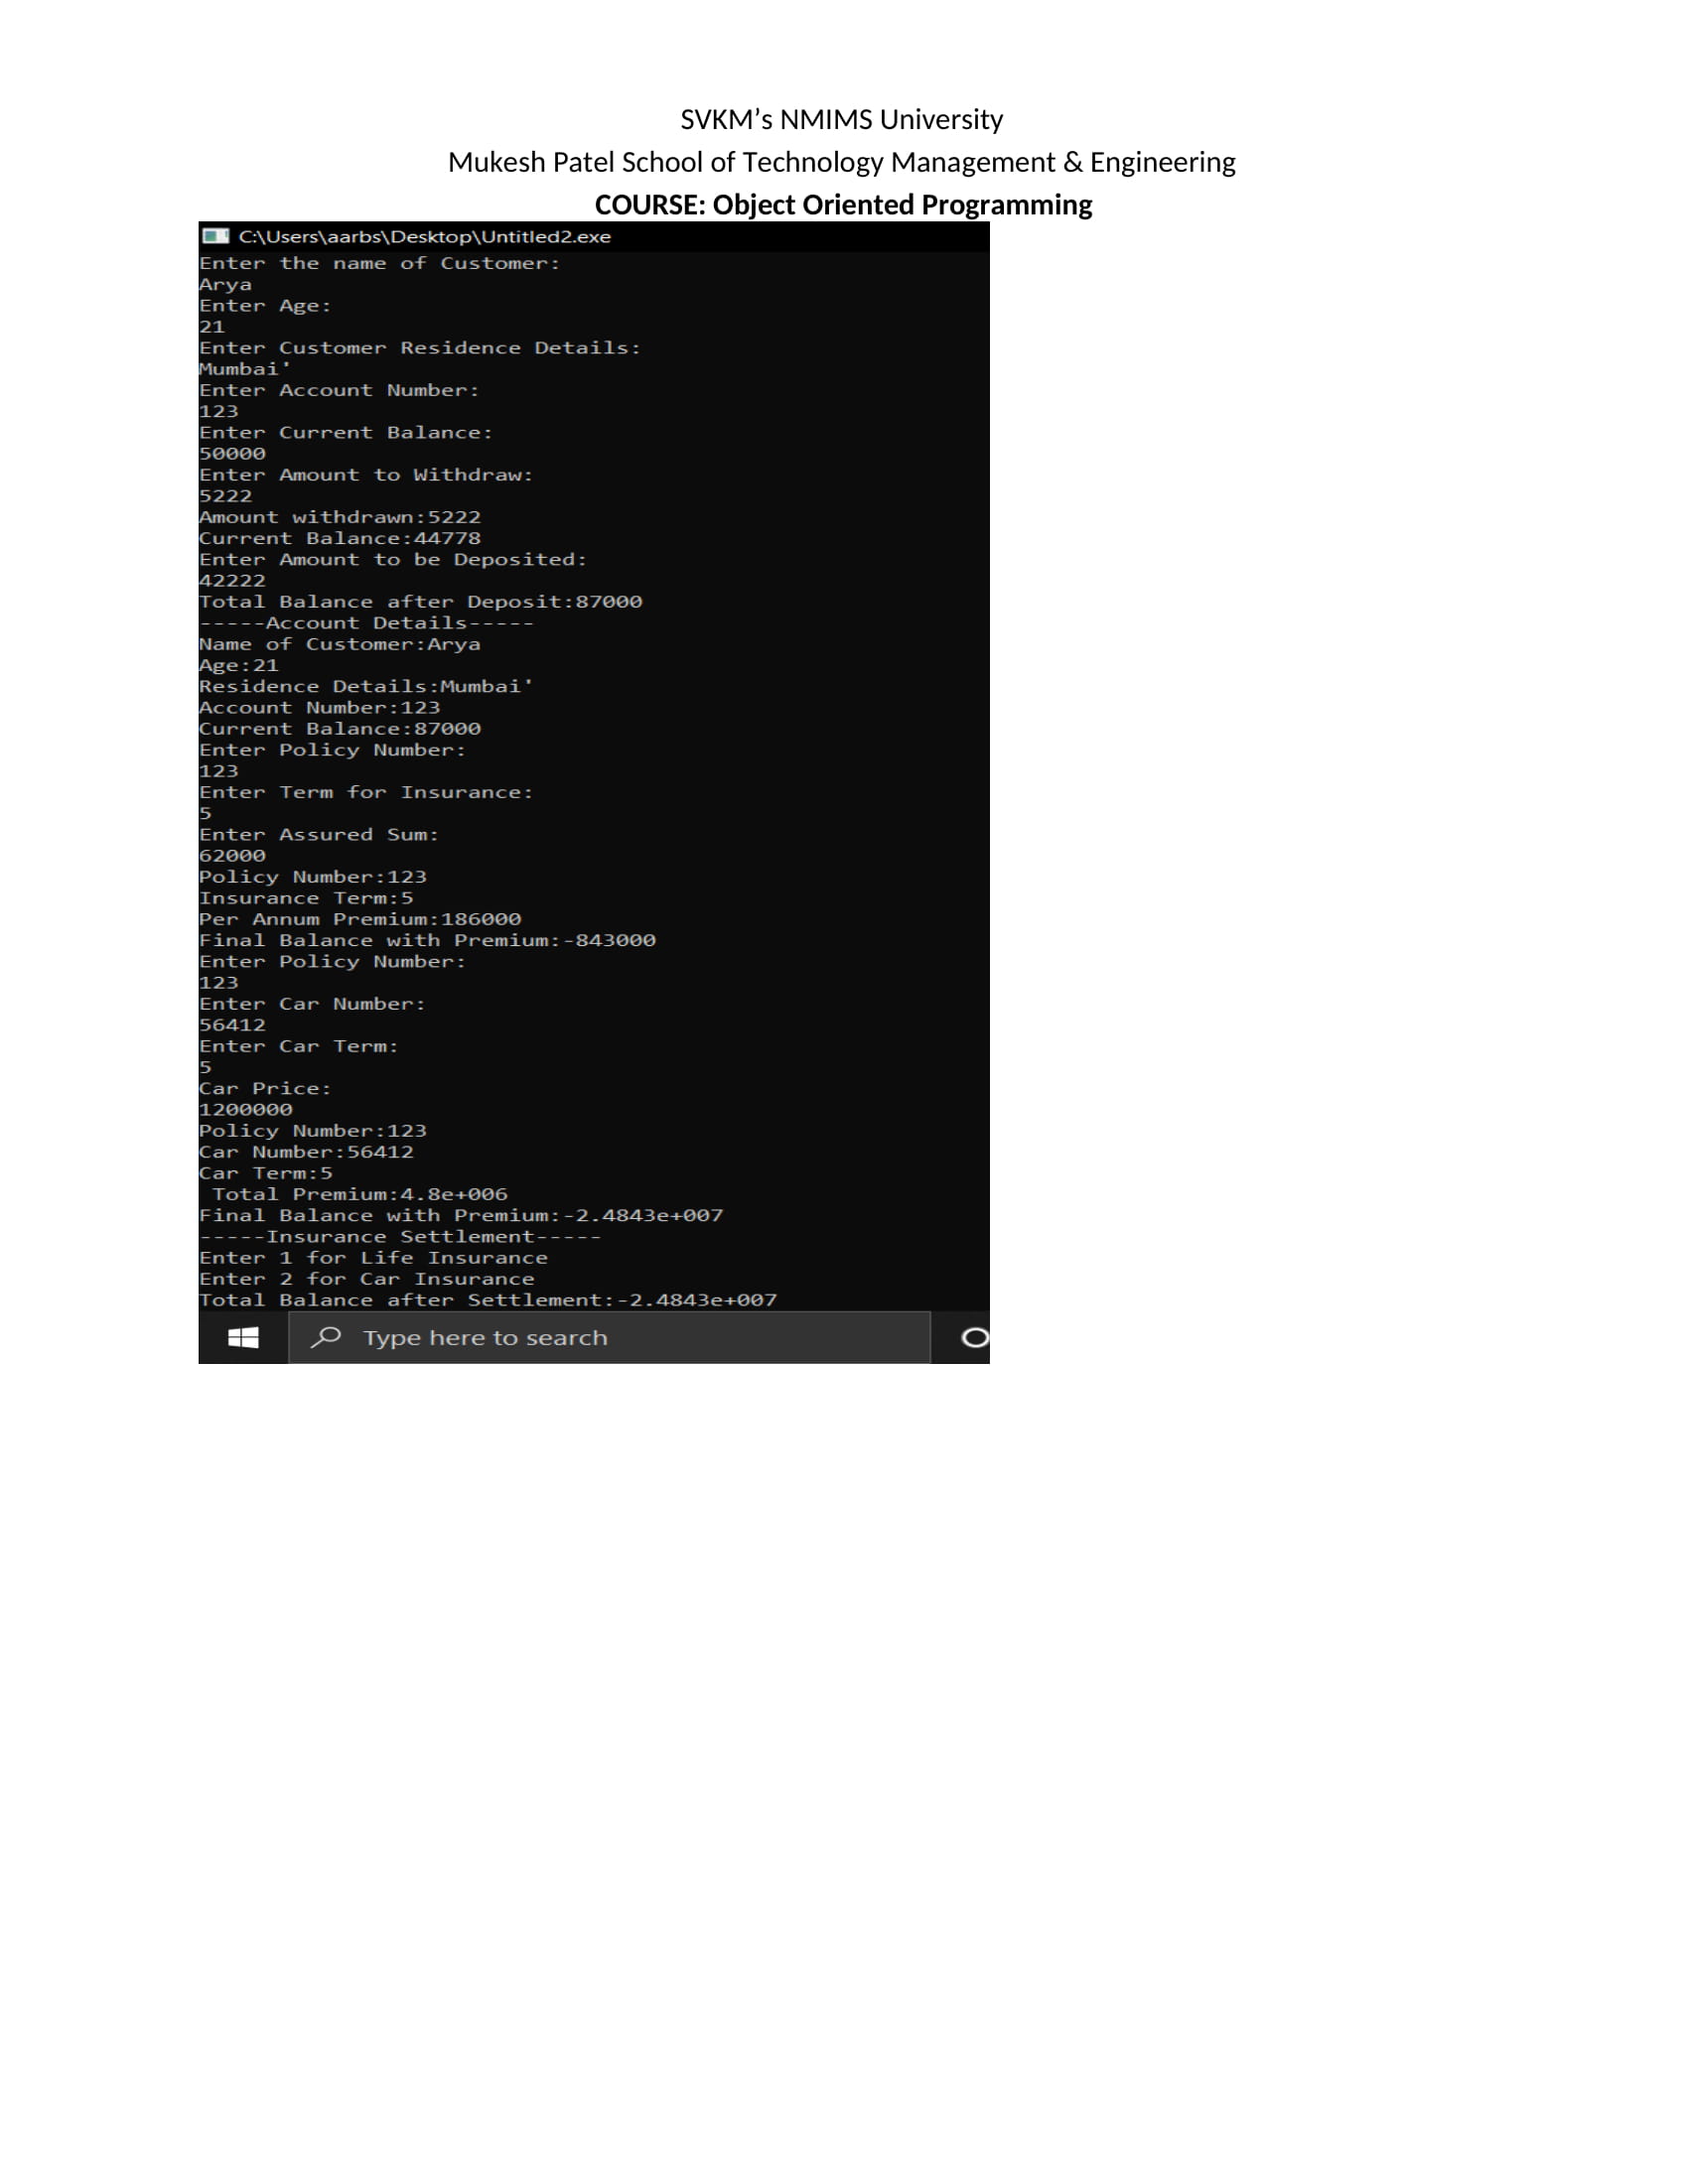 SVKM’s NMIMS University
Mukesh Patel School of Technology Management & Engineering
COURSE: Object Oriented Programming
C:\Users\aarbs\Desktop\Untitled2.exe
Enter the name of Customer:
Arya
Enter Age:
21
Enter Customer Residence Details:
Mumbai'
Enter Account Number:
123
Enter Current Balance:
50000
Enter Amount to Withdraw:
5222
Amount withdrawn:5222
Current Balance:44778
Enter Amount to be Deposited:
42222
Total Balance after Deposit:87000
-----Account Details-----
Name of Customer:Arya
Age:21
Residence Details:Mumbai'
Account Number:123
Current Balance:87000
Enter Policy Number:
123
Enter Term for Insurance:
5
Enter Assured Sum:
62000
Policy Number:123
Insurance Term:5
Per Annum Premium:186000
Final Balance with Premium:-843000
Enter Policy Number:
123
Enter Car Number:
56412
Enter Car Term:
5
Car Price:
1200000
Policy Number:123
Car Number:56412
Car Term:5
 Total Premium:4.8e+006
Final Balance with Premium:-2.4843e+007
-----Insurance Settlement-----
Enter 1 for Life Insurance
Enter 2 for Car Insurance
Total Balance after Settlement:-2.4843e+007
Type here to search